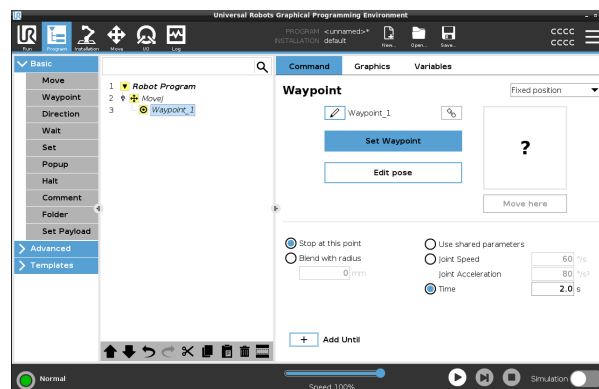 Universal Robots Graphical Programming Environment
UR
Run
Program
Installation
Move
I/O
Log
PROGRAM <unnamed>*
INSTALLATION default
New...
Open...
Save...
cccc
cccc
Basic
Move
Waypoint
Direction
Wait
Set
Popup
Halt
Comment
Folder
Set Payload
Advanced
Templates
1 Robot Program
2 MoveJ
3 Waypoint_1
Command Graphics Variables
Waypoint
Fixed position
Waypoint_1
Set Waypoint
Edit pose
?
Move here
Stop at this point
Blend with radius
0 mm
Use shared parameters
Joint Speed 60 °/s
Joint Acceleration 80 °/s²
Time 2.0 s
+ Add Until
Normal
Speed 100%
Simulation